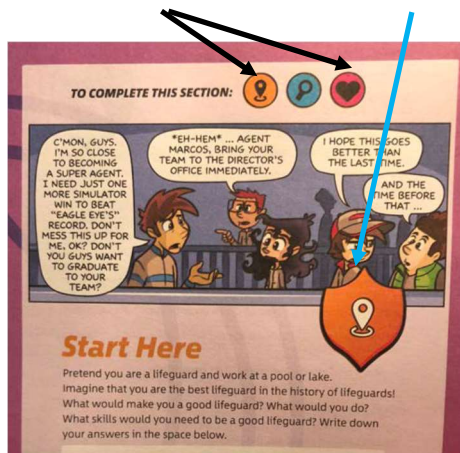 TO COMPLETE THIS SECTION:
C'MON, GUYS.
I'M SO CLOSE
TO BECOMING
A SUPER AGENT.
I NEED JUST ONE
MORE SIMULATOR
WIN TO BEAT
"EAGLE EYE'S"
RECORD. DON'T
MESS THIS UP FOR
ME, OK? DON'T
YOU GUYS WANT
TO GRADUATE
TO YOUR
TEAM?
*EH-HEM* ... AGENT
MARCOS, BRING YOUR
TEAM TO THE DIRECTOR'S
OFFICE IMMEDIATELY.
I HOPE THIS GOES
BETTER THAN
THE LAST TIME.
AND THE
TIME BEFORE
THAT ...
Start Here
Pretend you are a lifeguard and work at a pool or lake.
Imagine that you are the best lifeguard in the history of lifeguards!
What would make you a good lifeguard? What would you do?
What skills would you need to be a good lifeguard? Write down
your answers in the space below.